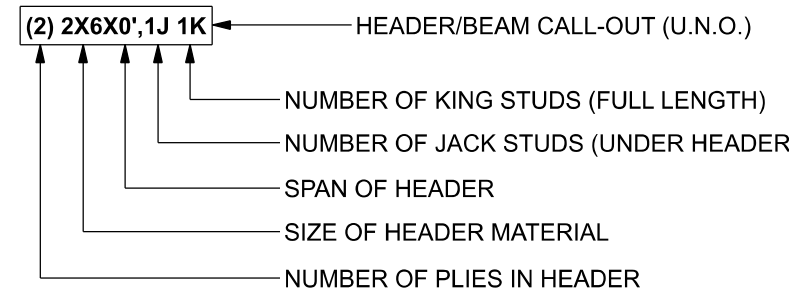 (2) 2X6X0',1J 1K
HEADER/BEAM CALL-OUT (U.N.O.)
NUMBER OF KING STUDS (FULL LENGTH)
NUMBER OF JACK STUDS (UNDER HEADER
SPAN OF HEADER
SIZE OF HEADER MATERIAL
NUMBER OF PLIES IN HEADER